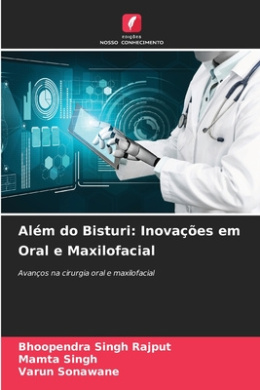 edições
NOSSO CONHECIMENTO
Além do Bisturi: Inovações em
Oral e Maxilofacial
Avanços na cirurgia oral e maxilofacial
Bhoopendra Singh Rajput
Mamta Singh
Varun Sonawane